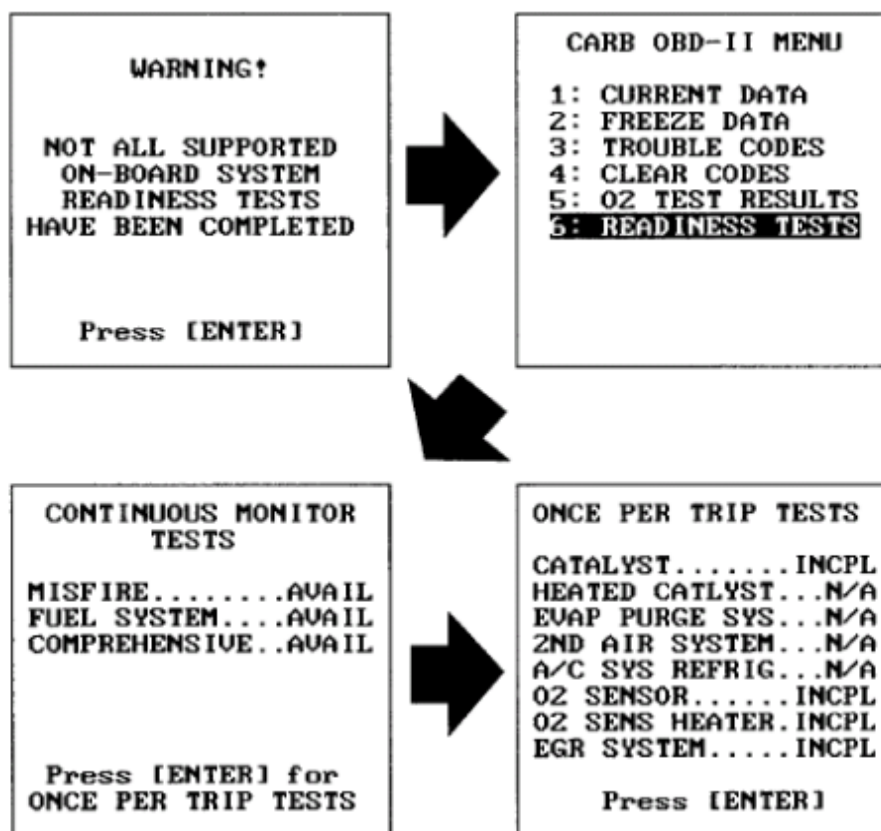 WARNING!
NOT ALL SUPPORTED
ON-BOARD SYSTEM
READINESS TESTS
HAVE BEEN COMPLETED
Press [ENTER]
CARB OBD-II MENU
1: CURRENT DATA
2: FREEZE DATA
3: TROUBLE CODES
4: CLEAR CODES
5: O2 TEST RESULTS
6: READINESS TESTS
CONTINUOUS MONITOR
TESTS
MISFIRE........AVAIL
FUEL SYSTEM....AVAIL
COMPREHENSIVE..AVAIL
Press [ENTER] for
ONCE PER TRIP TESTS
ONCE PER TRIP TESTS
CATALYST.......INCPL
HEATED CATLYST...N/A
EVAP PURGE SYS...N/A
2ND AIR SYSTEM...N/A
A/C SYS REFRIG...N/A
O2 SENSOR......INCPL
O2 SENS HEATER.INCPL
EGR SYSTEM.....INCPL
Press [ENTER]